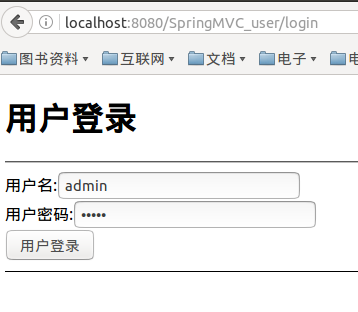 localhost:8080/SpringMVC_user/login
图书资料 互联网 文档 电子
用户登录
用户名: admin
用户密码: •••••
用户登录